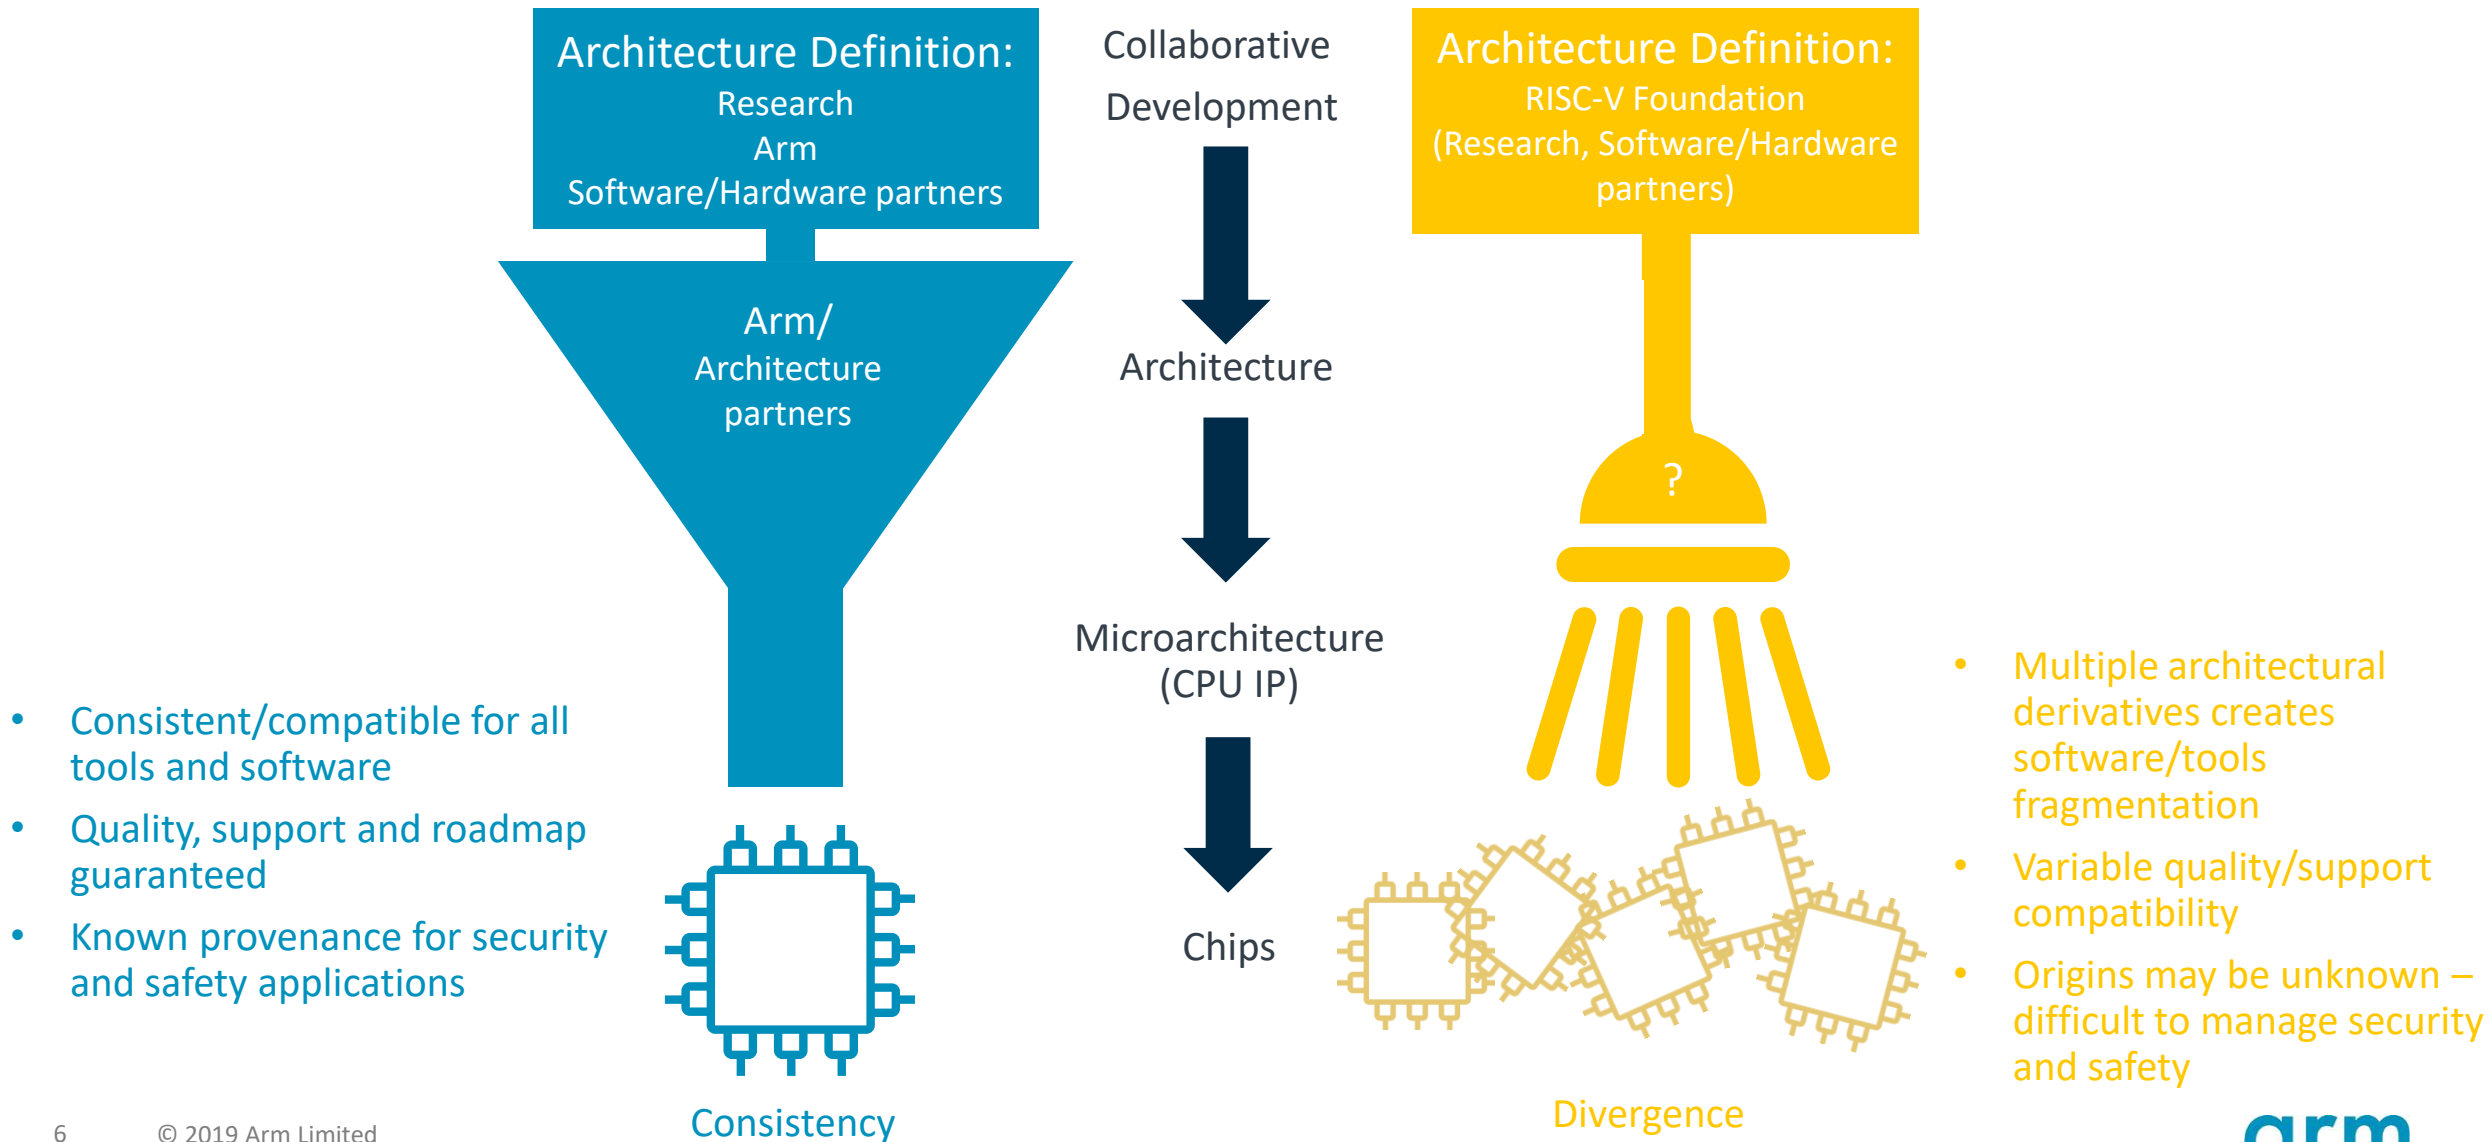 Architecture Definition:
Research
Arm
Software/Hardware partners
Arm/
Architecture
partners
• Consistent/compatible for all
tools and software
• Quality, support and roadmap
guaranteed
• Known provenance for security
and safety applications
Consistency
Collaborative
Development
Architecture
Microarchitecture
(CPU IP)
Chips
Architecture Definition:
RISC-V Foundation
(Research, Software/Hardware
partners)
?
• Multiple architectural
derivatives creates
software/tools
fragmentation
• Variable quality/support
compatibility
• Origins may be unknown –
difficult to manage security
and safety
Divergence
6 © 2019 Arm Limited
arm